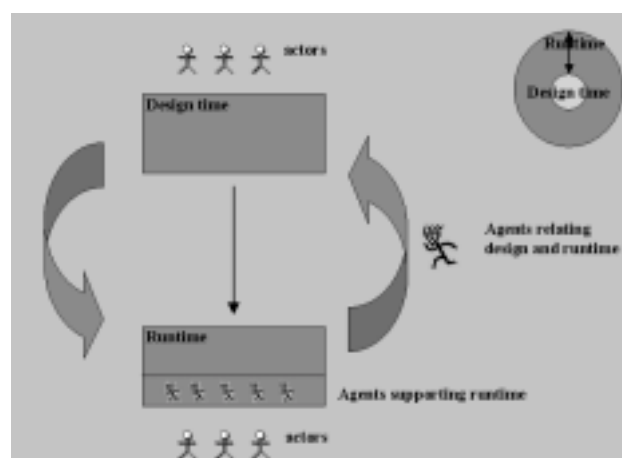 actors
Runtime
Design time
Design time
Agents relating
design and runtime
Runtime
Agents supporting runtime
actors